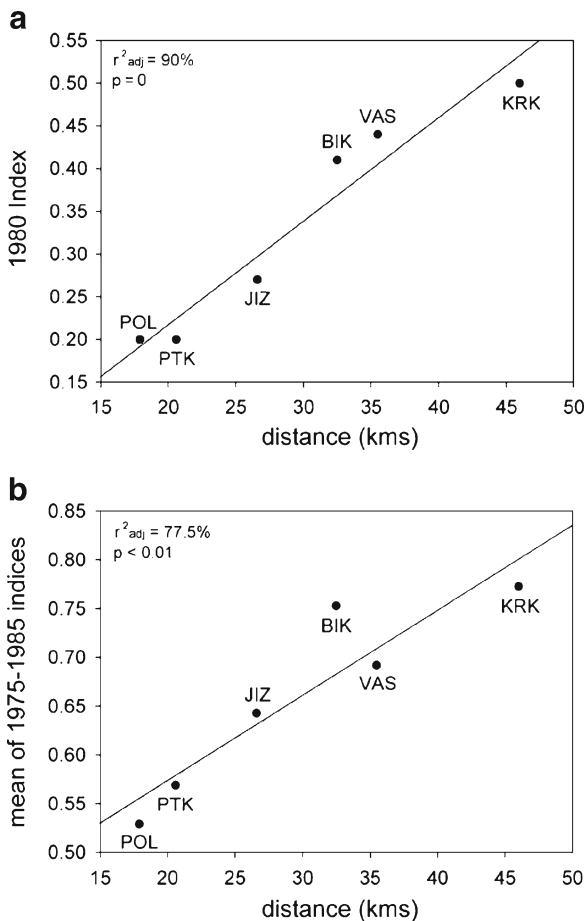 a
r²adj = 90%
p = 0
0.55
0.50
0.45
0.40
0.35
0.30
0.25
0.20
0.15
1980 Index
KRK
VAS
BIK
JIZ
POL
PTK
15 20 25 30 35 40 45 50
distance (kms)
b
r²adj = 77.5%
p < 0.01
0.85
0.80
0.75
0.70
0.65
0.60
0.55
0.50
mean of 1975-1985 indices
KRK
BIK
VAS
JIZ
PTK
POL
15 20 25 30 35 40 45 50
distance (kms)